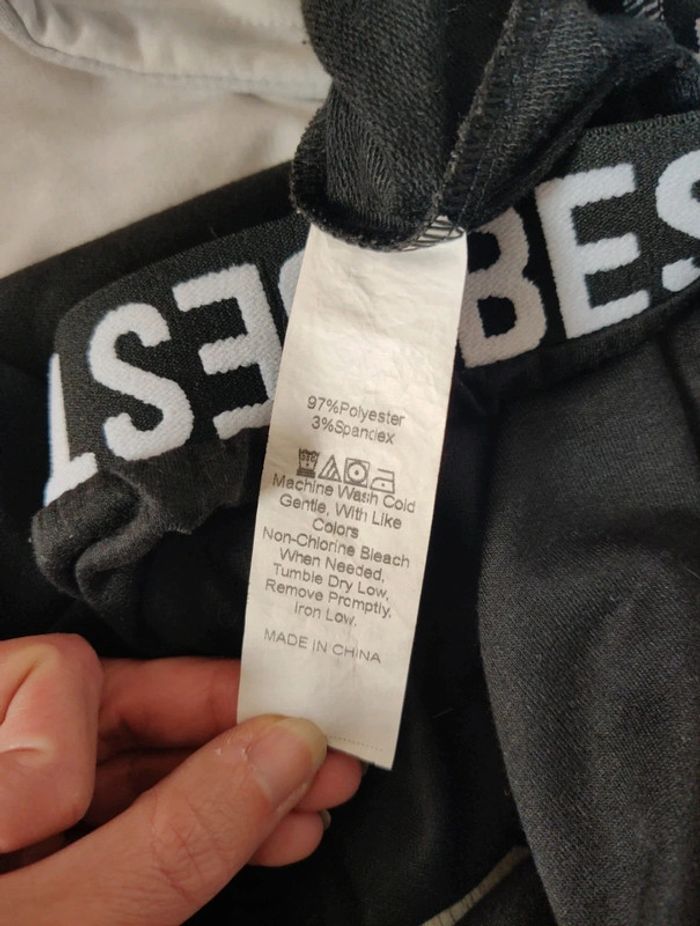 BES
97%Polyester
3%Spandex
Machine Wash Cold
Gentle, With Like
Colors
Non-Chlorine Bleach
When Needed,
Tumble Dry Low,
Remove Promptly,
Iron Low.
MADE IN CHINA